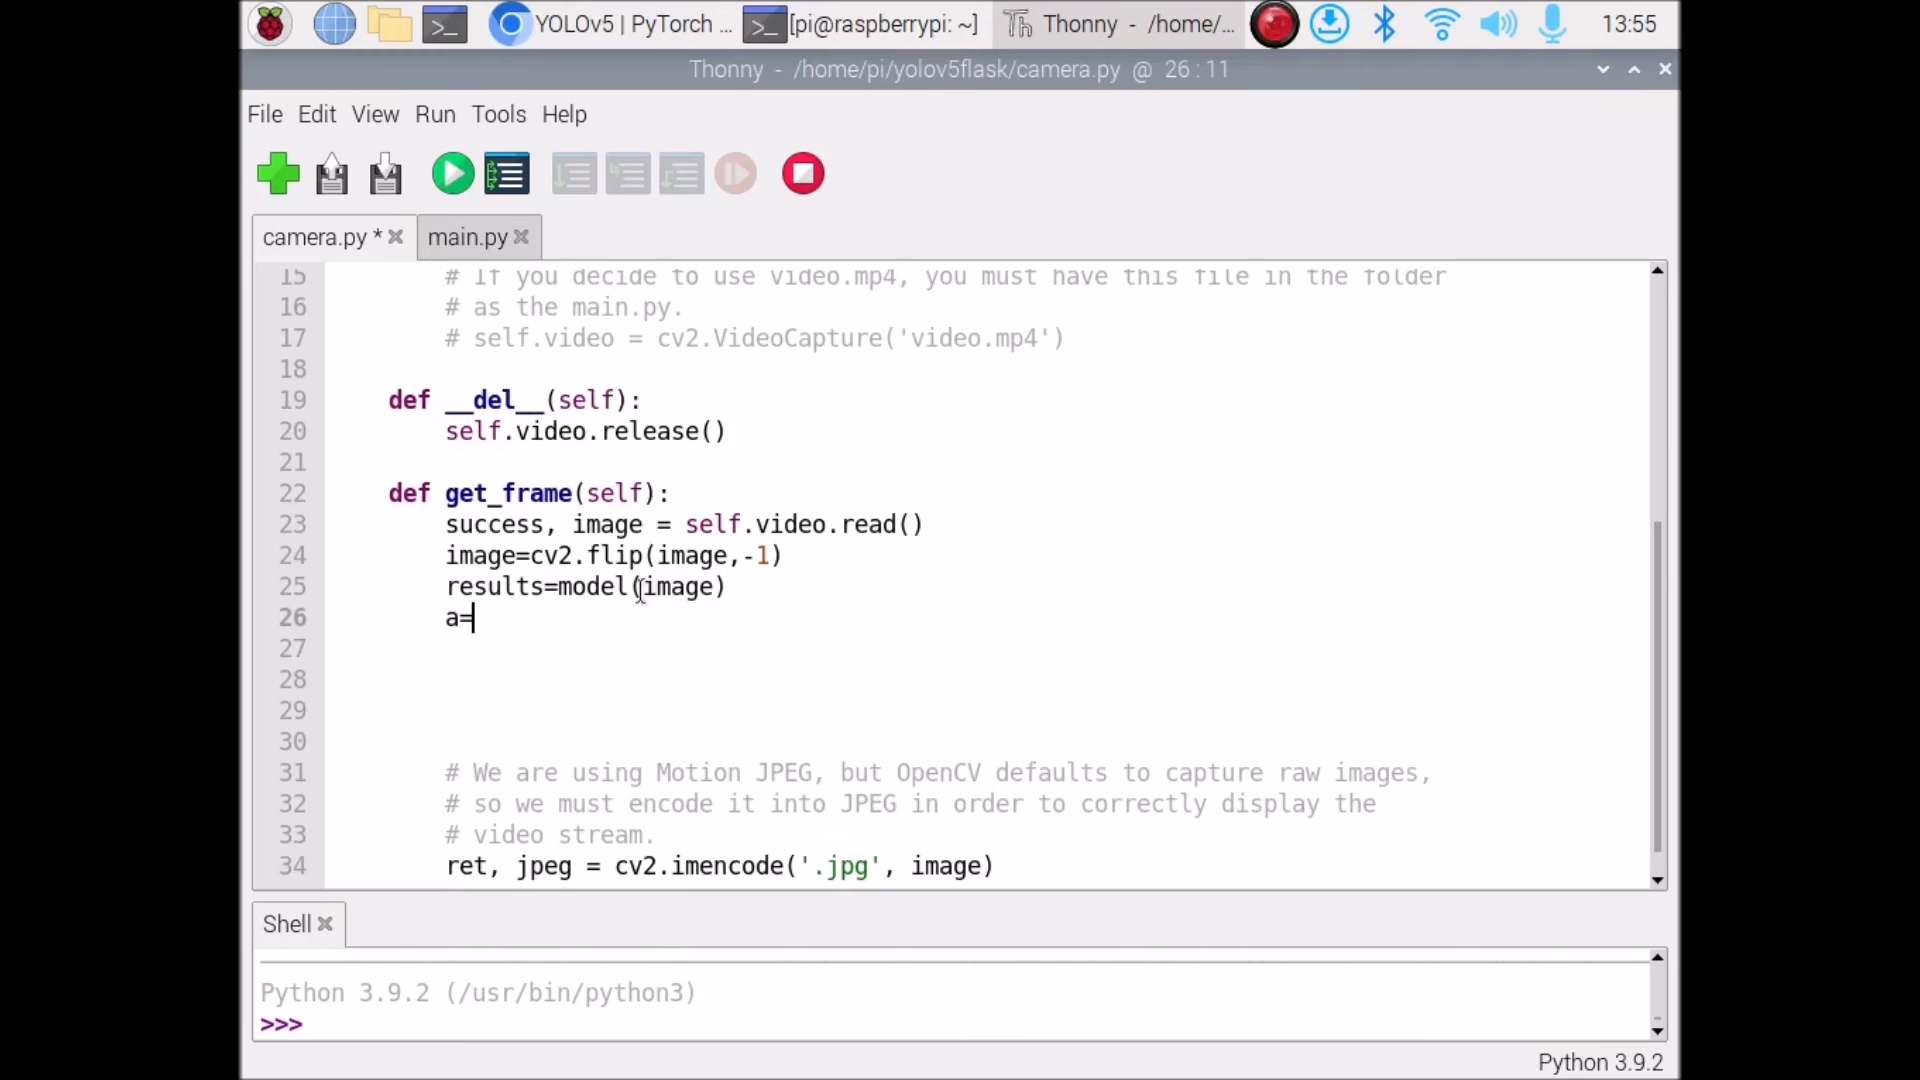 YOLOv5 | PyTorch ... [pi@raspberrypi: ~] Thonny - /home/... 13:55
Thonny - /home/pi/yolov5flask/camera.py @ 26 : 11
File Edit View Run Tools Help
camera.py * main.py
15 # If you decide to use video.mp4, you must have this file in the folder
16 # as the main.py.
17 # self.video = cv2.VideoCapture('video.mp4')
18
19 def __del__(self):
20 self.video.release()
21
22 def get_frame(self):
23 success, image = self.video.read()
24 image=cv2.flip(image,-1)
25 results=model(image)
26 a=
27
28
29
30
31 # We are using Motion JPEG, but OpenCV defaults to capture raw images,
32 # so we must encode it into JPEG in order to correctly display the
33 # video stream.
34 ret, jpeg = cv2.imencode('.jpg', image)
Shell
Python 3.9.2 (/usr/bin/python3)
>>>
Python 3.9.2